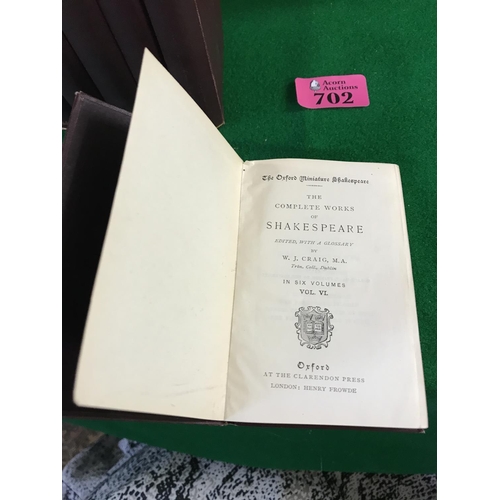 Acorn
Auctions
702
The Oxford Miniature Shakespeare
THE
COMPLETE WORKS
OF
SHAKESPEARE
EDITED, WITH A GLOSSARY
BY
W. J. CRAIG, M.A.
Trin. Coll., Dublin
IN SIX VOLUMES
VOL. VI.
Oxford
AT THE CLARENDON PRESS
LONDON: HENRY FROWDE